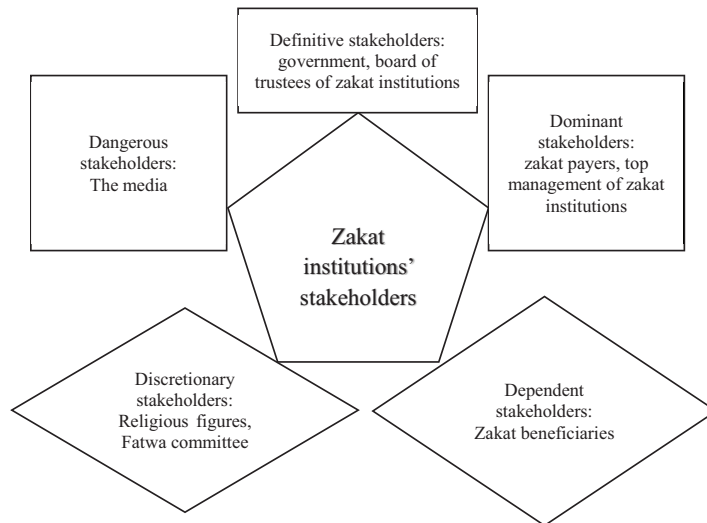 Definitive stakeholders:
government, board of
trustees of zakat institutions
Dangerous
stakeholders:
The media
Dominant
stakeholders:
zakat payers, top
management of zakat
institutions
Zakat
institutions’
stakeholders
Discretionary
stakeholders:
Religious figures,
Fatwa committee
Dependent
stakeholders:
Zakat beneficiaries